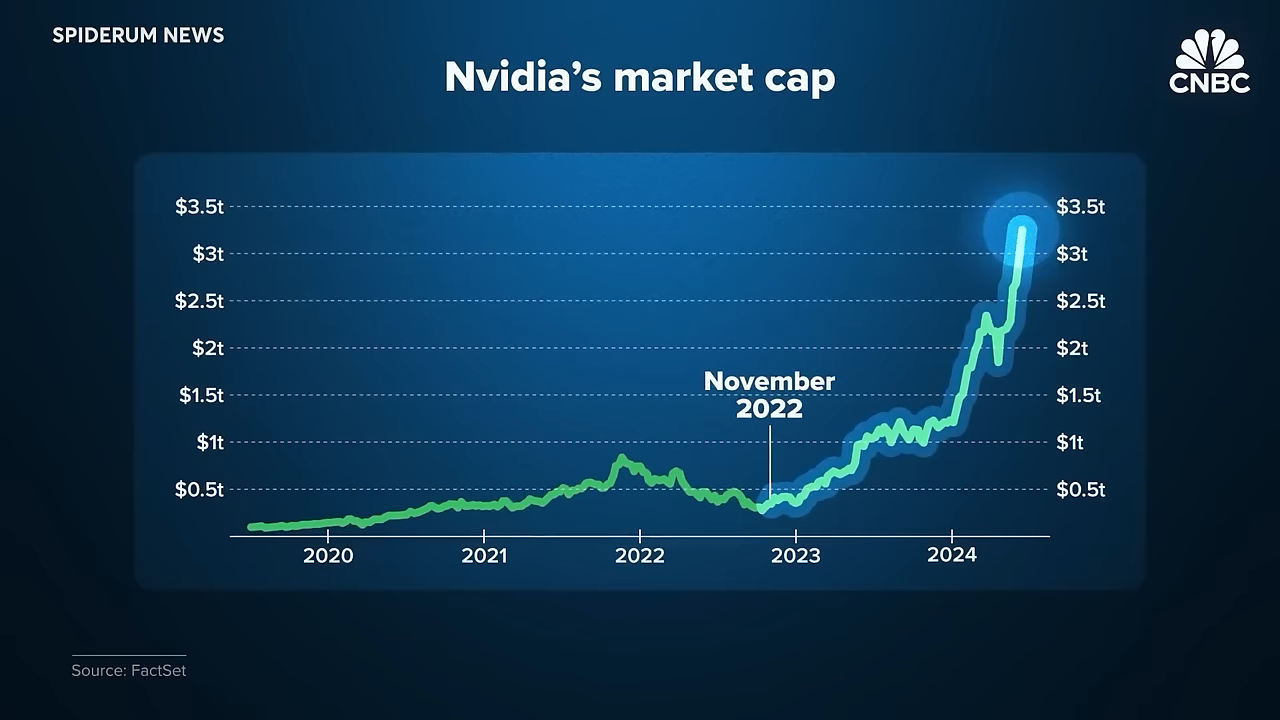 SPIDERUM NEWS
CNBC
Nvidia’s market cap
$3.5t $3.5t
$3t $3t
$2.5t $2.5t
$2t $2t
November
2022
$1.5t $1.5t
$1t $1t
$0.5t $0.5t
2020 2021 2022 2023 2024
Source: FactSet